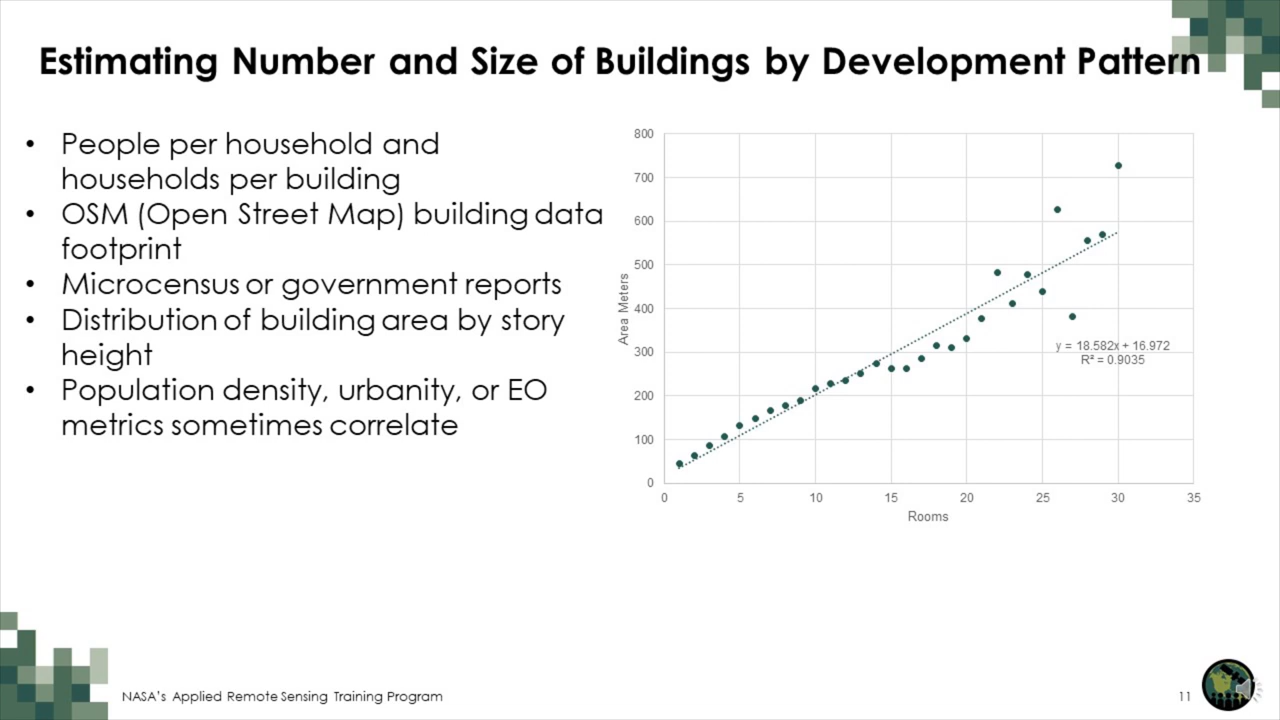 Estimating Number and Size of Buildings by Development Pattern
• People per household and
households per building
• OSM (Open Street Map) building data
footprint
• Microcensus or government reports
• Distribution of building area by story
height
• Population density, urbanity, or EO
metrics sometimes correlate
800
700
600
500
400
300
200
100
0
Area Meters
y = 18.582x + 16.972
R² = 0.9035
0 5 10 15 20 25 30 35
Rooms
NASA's Applied Remote Sensing Training Program
11